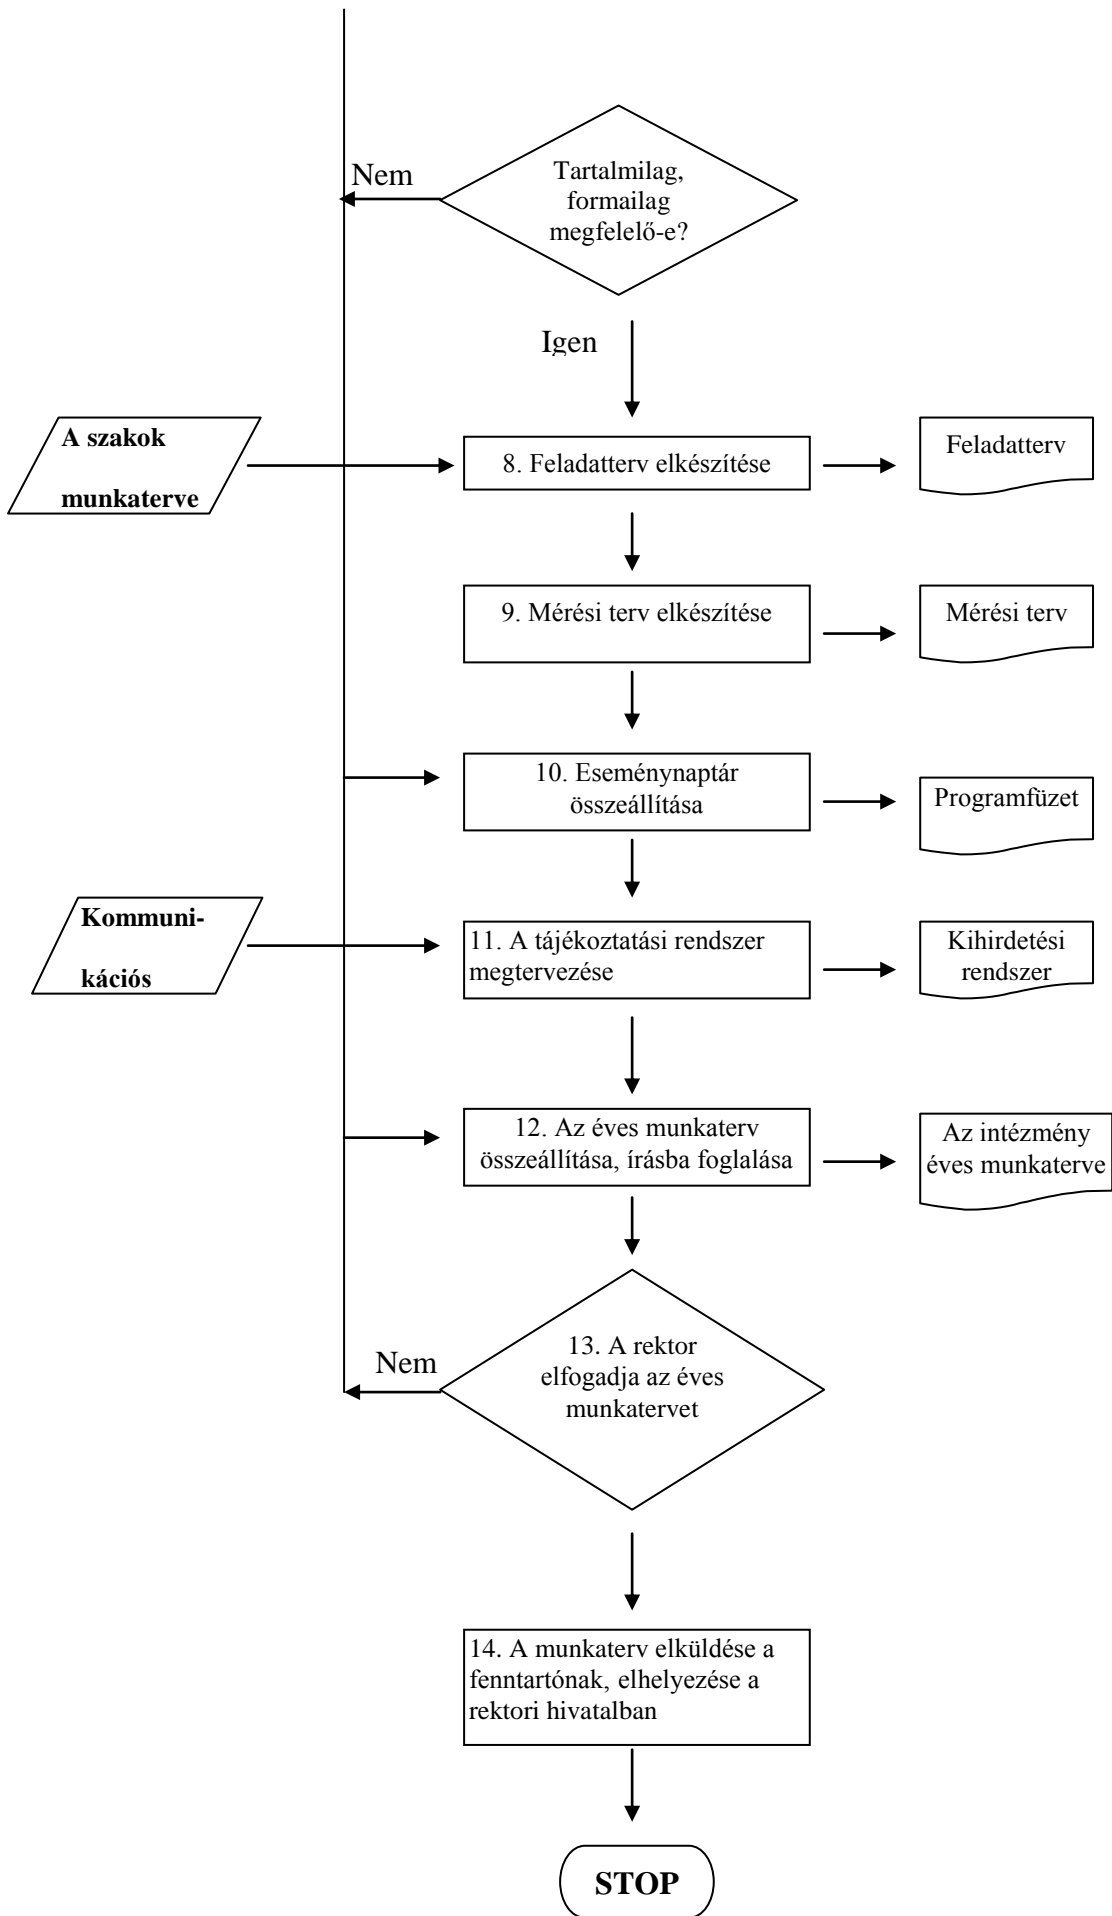 Nem
Tartalmilag,
formailag
megfelelő-e?
Igen
A szakok
munkaterve
8. Feladatterv elkészítése
Feladatterv
9. Mérési terv elkészítése
Mérési terv
10. Eseménynaptár
összeállítása
Programfüzet
Kommuni-
kációs
11. A tájékoztatási rendszer
megtervezése
Kihirdetési
rendszer
12. Az éves munkaterv
összeállítása, írásba foglalása
Az intézmény
éves munkaterve
Nem
13. A rektor
elfogadja az éves
munkatervet
14. A munkaterv elküldése a
fenntartónak, elhelyezése a
rektori hivatalban
STOP